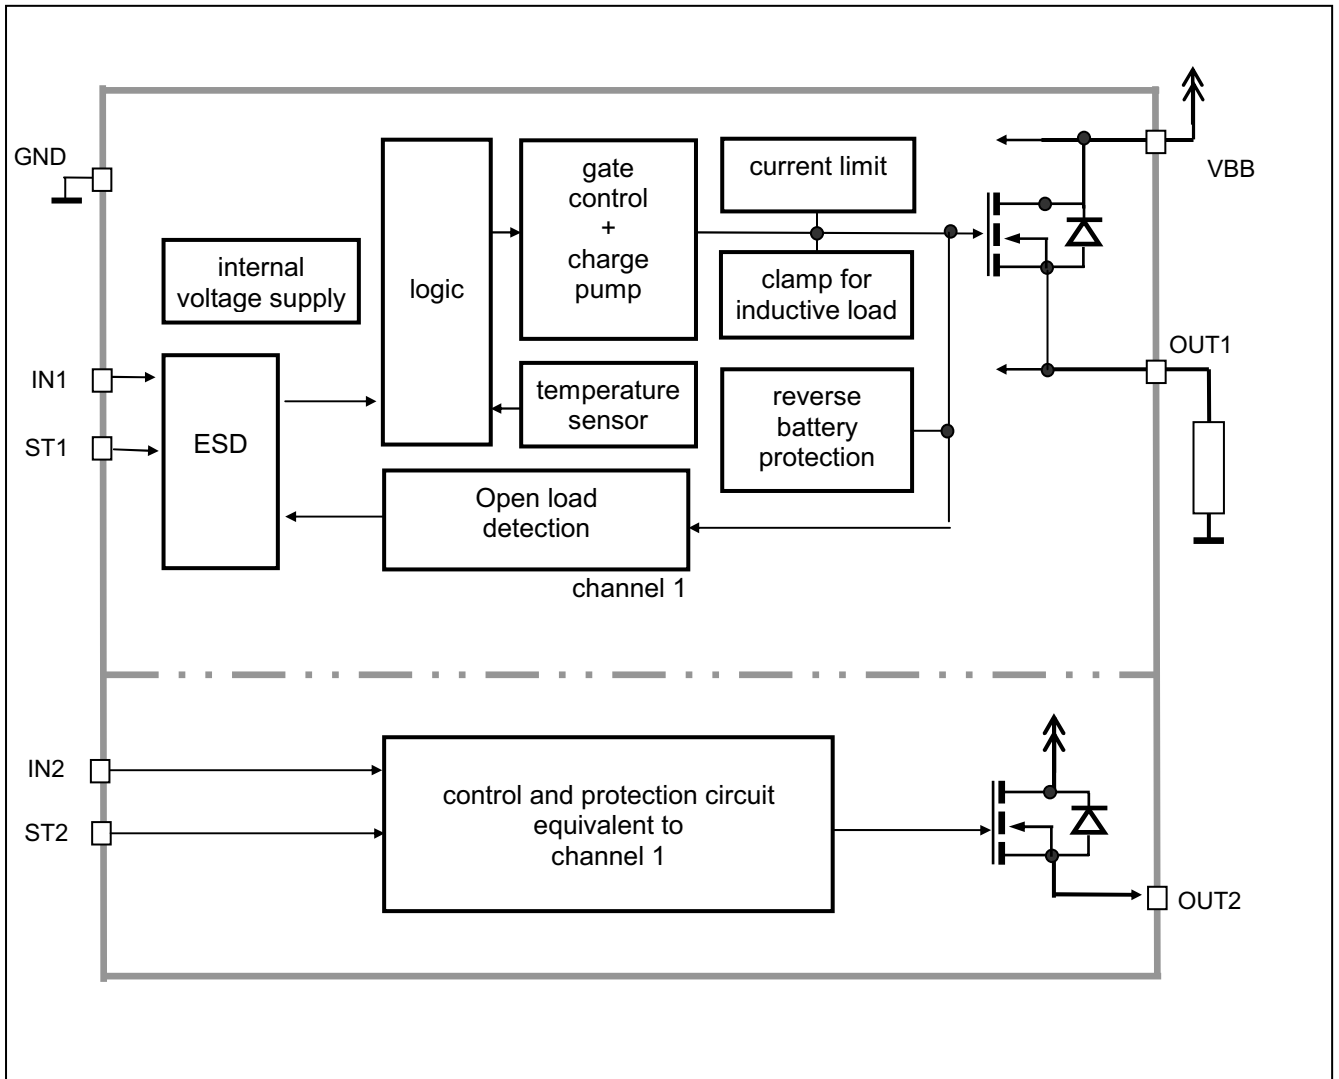 GND
VBB
gate
control
+
charge
pump
current limit
internal
voltage supply
logic
clamp for
inductive load
OUT1
IN1
ST1
ESD
temperature
sensor
reverse
battery
protection
Open load
detection
channel 1
IN2
ST2
control and protection circuit
equivalent to
channel 1
OUT2